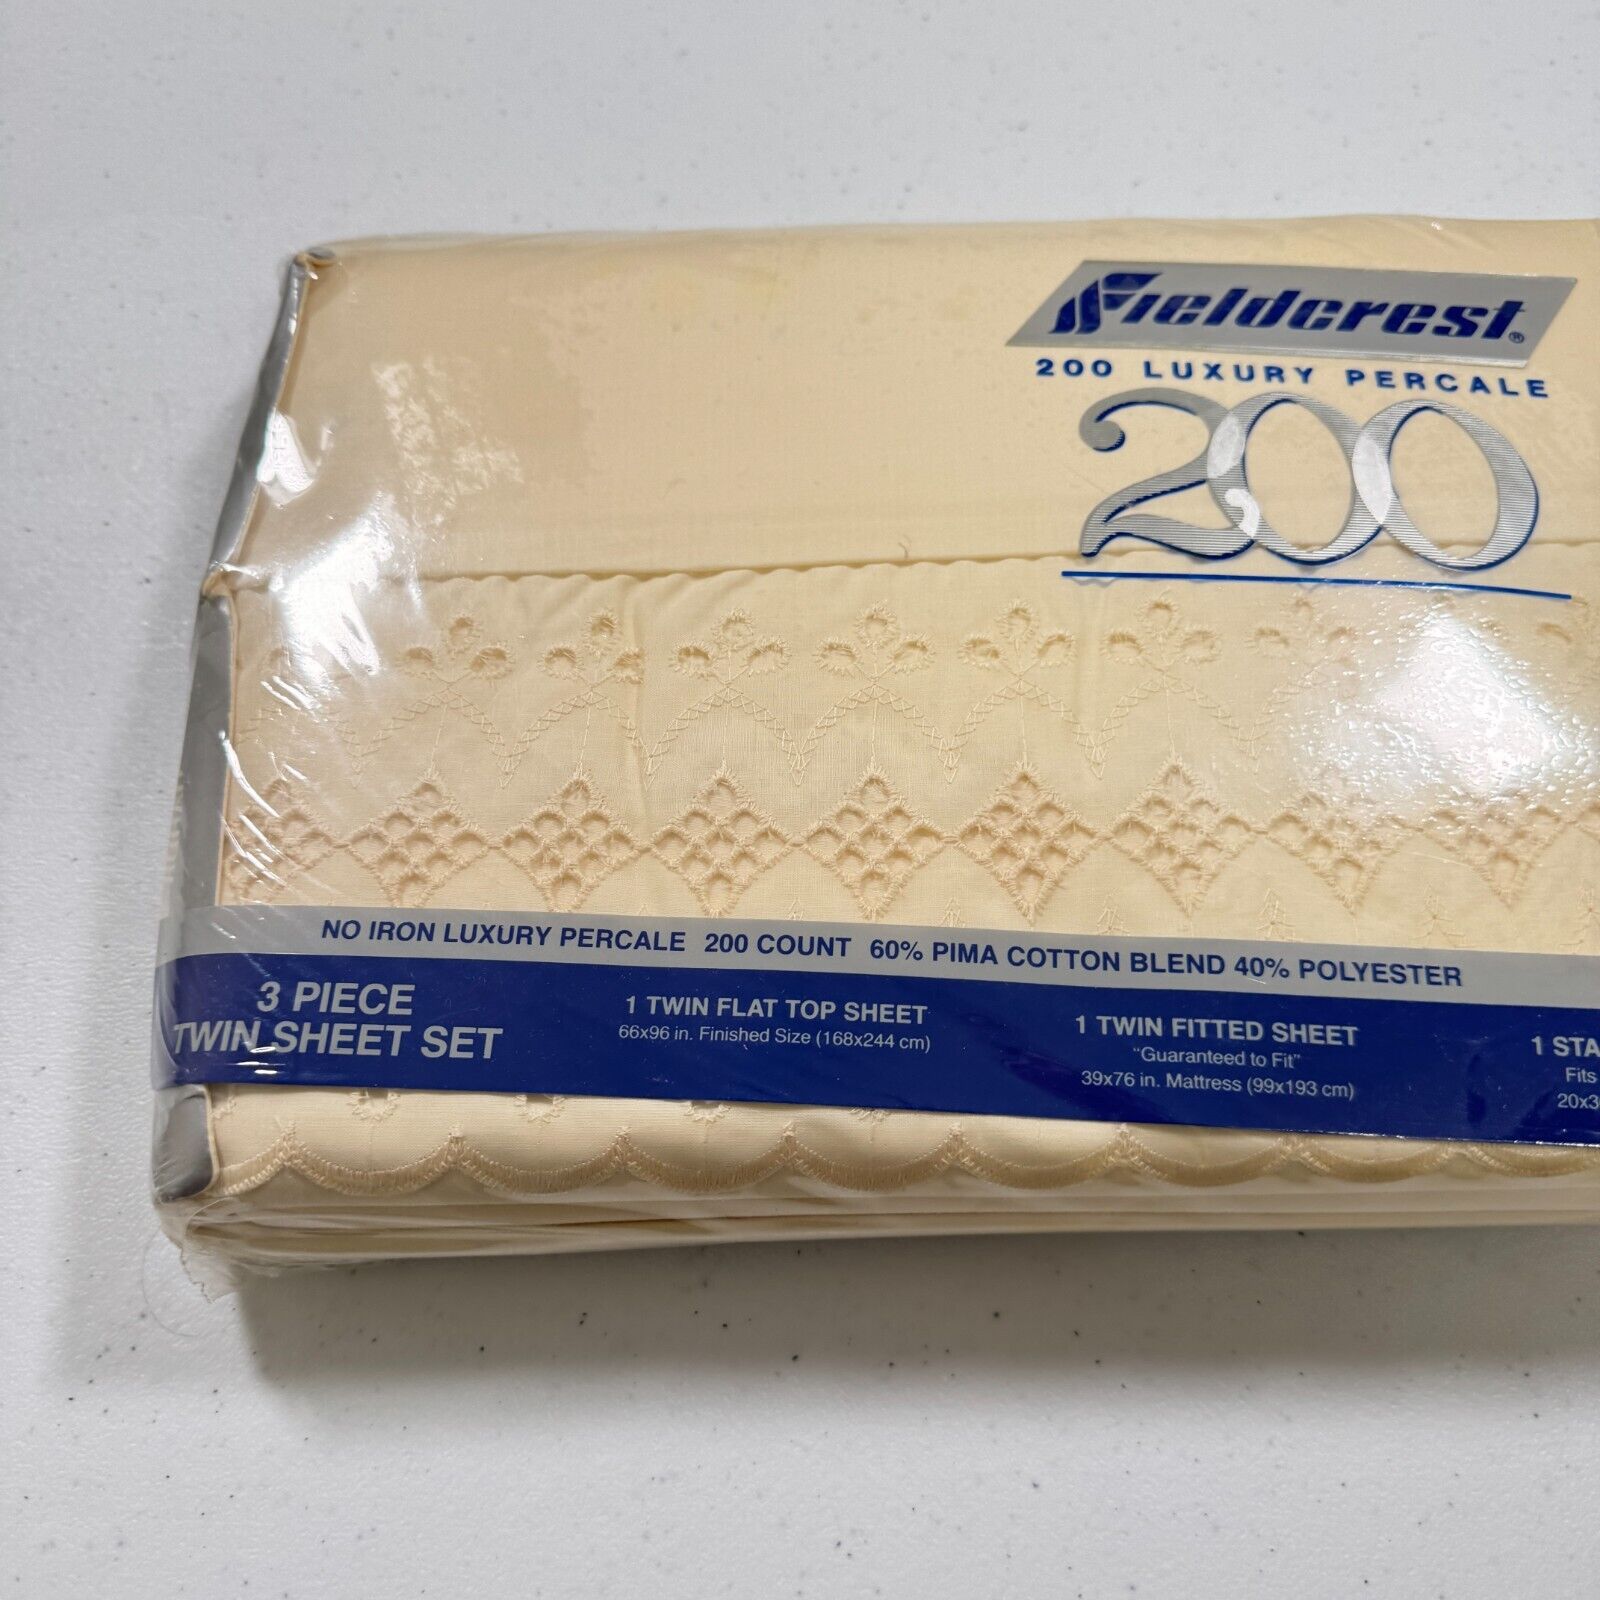 Fieldcrest®
200 LUXURY PERCALE
200
NO IRON LUXURY PERCALE 200 COUNT 60% PIMA COTTON BLEND 40% POLYESTER
3 PIECE
TWIN SHEET SET
1 TWIN FLAT TOP SHEET
66x96 in. Finished Size (168x244 cm)
1 TWIN FITTED SHEET
"Guaranteed to Fit"
39x76 in. Mattress (99x193 cm)
1 STA
Fits
20x3